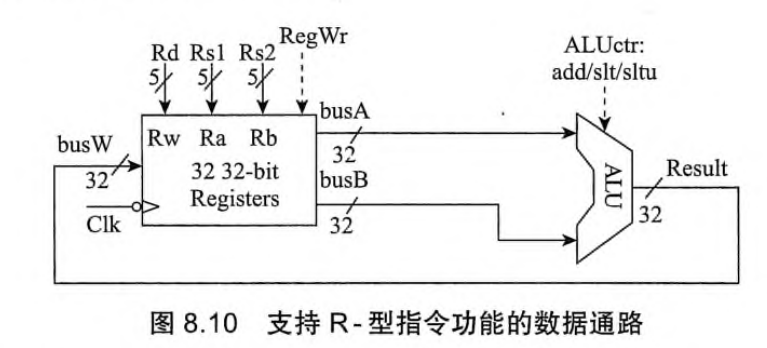 RegWr
ALUctr:
Rd Rs1 Rs2
add/slt/sltu
5 5 5
busA
busW
Rw Ra Rb
32
32
32 32-bit
busB
ALU
Result
Registers
32
32
Clk
图 8.10 支持 R-型指令功能的数据通路